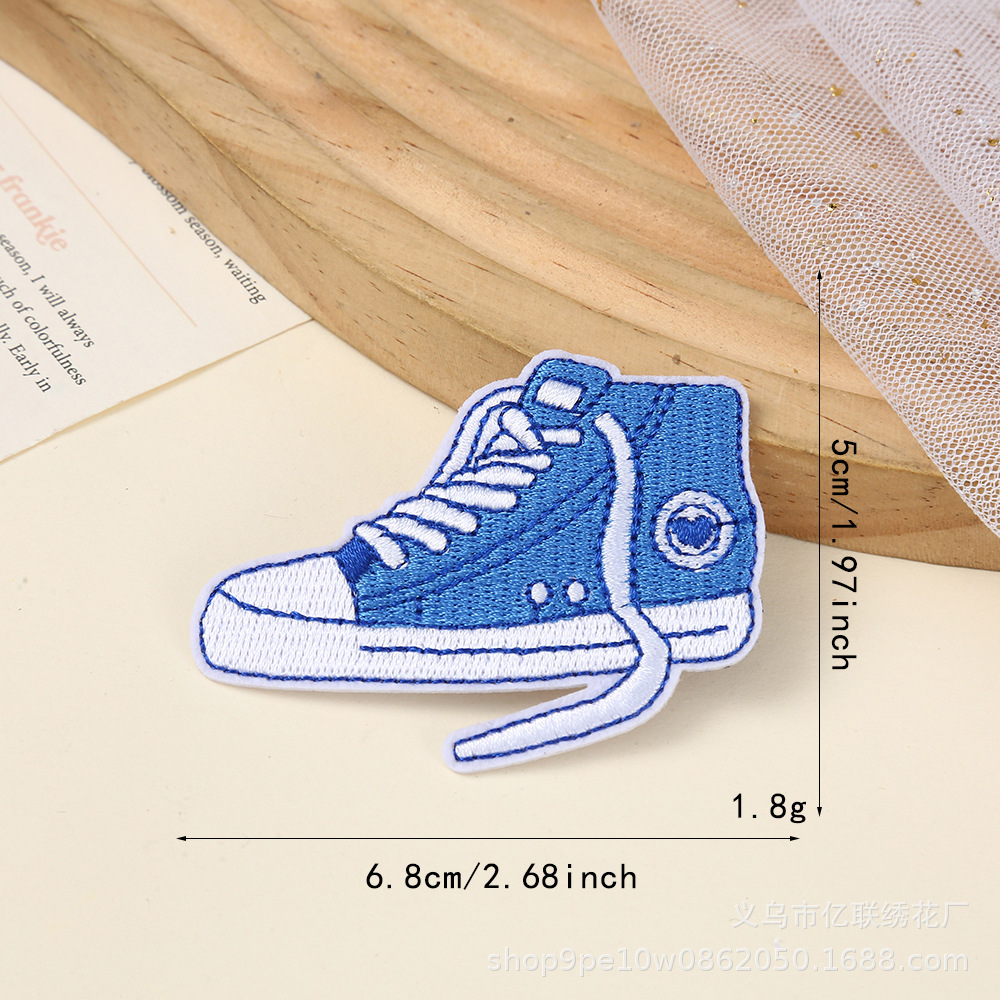 frankie
season, I will always
ch of colorfulness
lly. Early in
ossom season, waiting
5cm/1.97inch
1.8g
6.8cm/2.68inch
义乌市亿联绣花厂
shop9pe10w0862050.1688.com